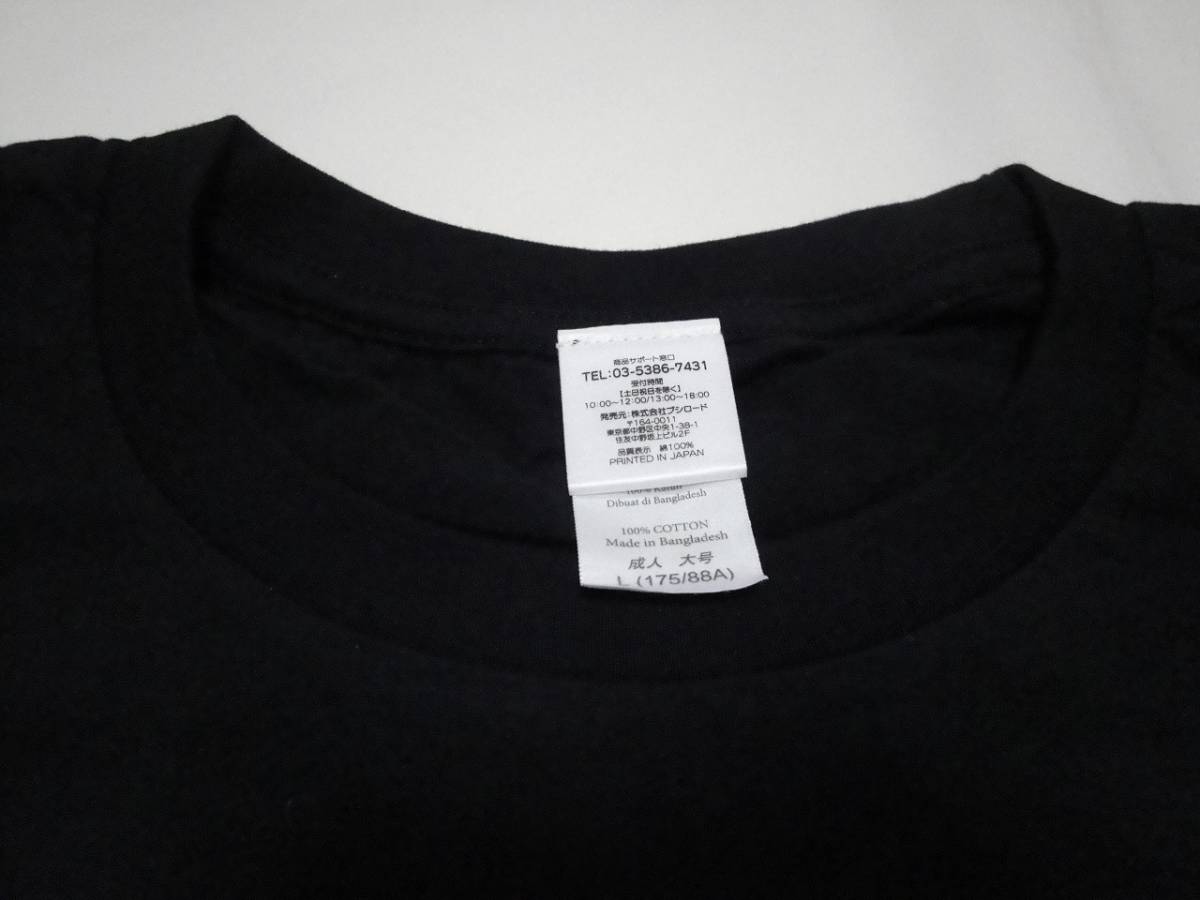 商品サポート窓口
TEL:03-5386-7431
受付時間
【土日祝日を除く】
10:00～12:00/13:00～18:00
発売元:株式会社ブシロード
〒164-0011
東京都中野区中央1-38-1
住友中野坂上ビル2F
品質表示 綿100%
PRINTED IN JAPAN
100% Katun
Dibuat di Bangladesh
100% COTTON
Made in Bangladesh
成人 大号
L (175/88A)